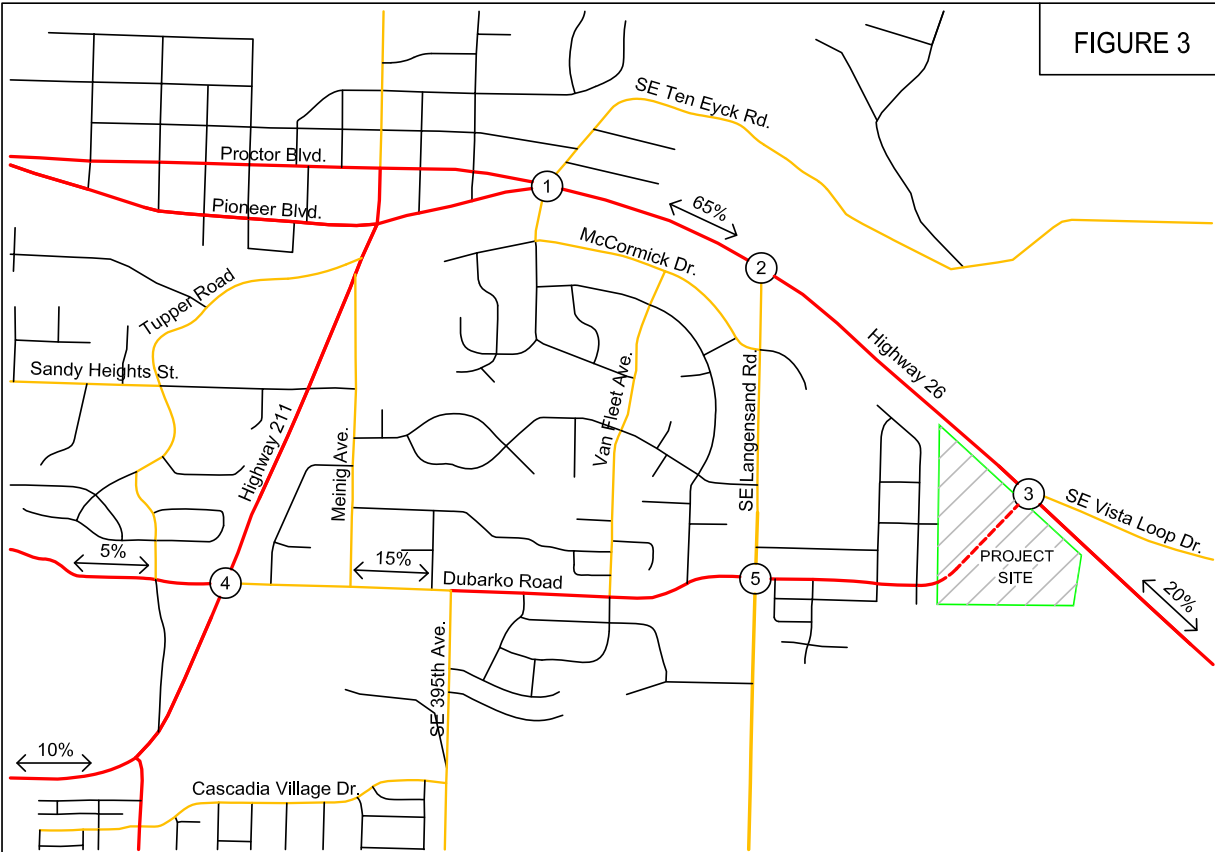 FIGURE 3
SE Ten Eyck Rd.
Proctor Blvd.
1
Pioneer Blvd.
65%
McCormick Dr.
2
Tupper Road
Highway 26
Sandy Heights St.
Van Fleet Ave.
SE Langensand Rd.
Highway 211
Meinig Ave.
3
SE Vista Loop Dr.
5%
15%
PROJECT
SITE
4
Dubarko Road
5
20%
SE 395th Ave.
10%
Cascadia Village Dr.